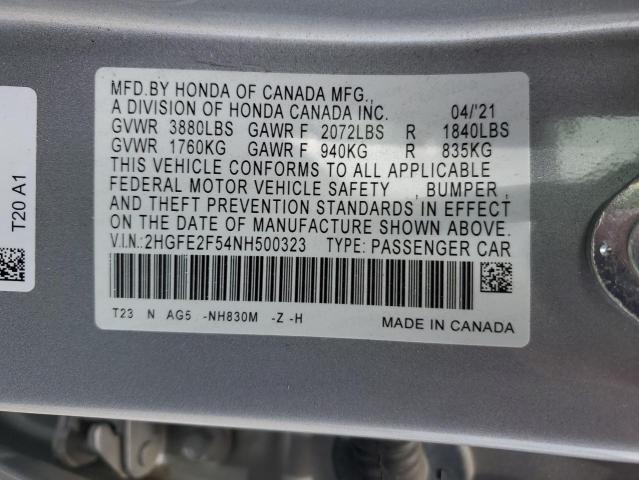 MFD.BY HONDA OF CANADA MFG.,
A DIVISION OF HONDA CANADA INC. 04/'21
GVWR 3880LBS GAWR F 2072LBS R 1840LBS
GVWR 1760KG GAWR F 940KG R 835KG
THIS VEHICLE CONFORMS TO ALL APPLICABLE
FEDERAL MOTOR VEHICLE SAFETY , BUMPER ,
AND THEFT PREVENTION STANDARDS IN EFFECT
ON THE DATE OF MANUFACTURE SHOWN ABOVE.
V.I.N.: 2HGFE2F54NH500323 TYPE: PASSENGER CAR
T23 N AG5 -NH830M -Z -H
MADE IN CANADA
T20 A1